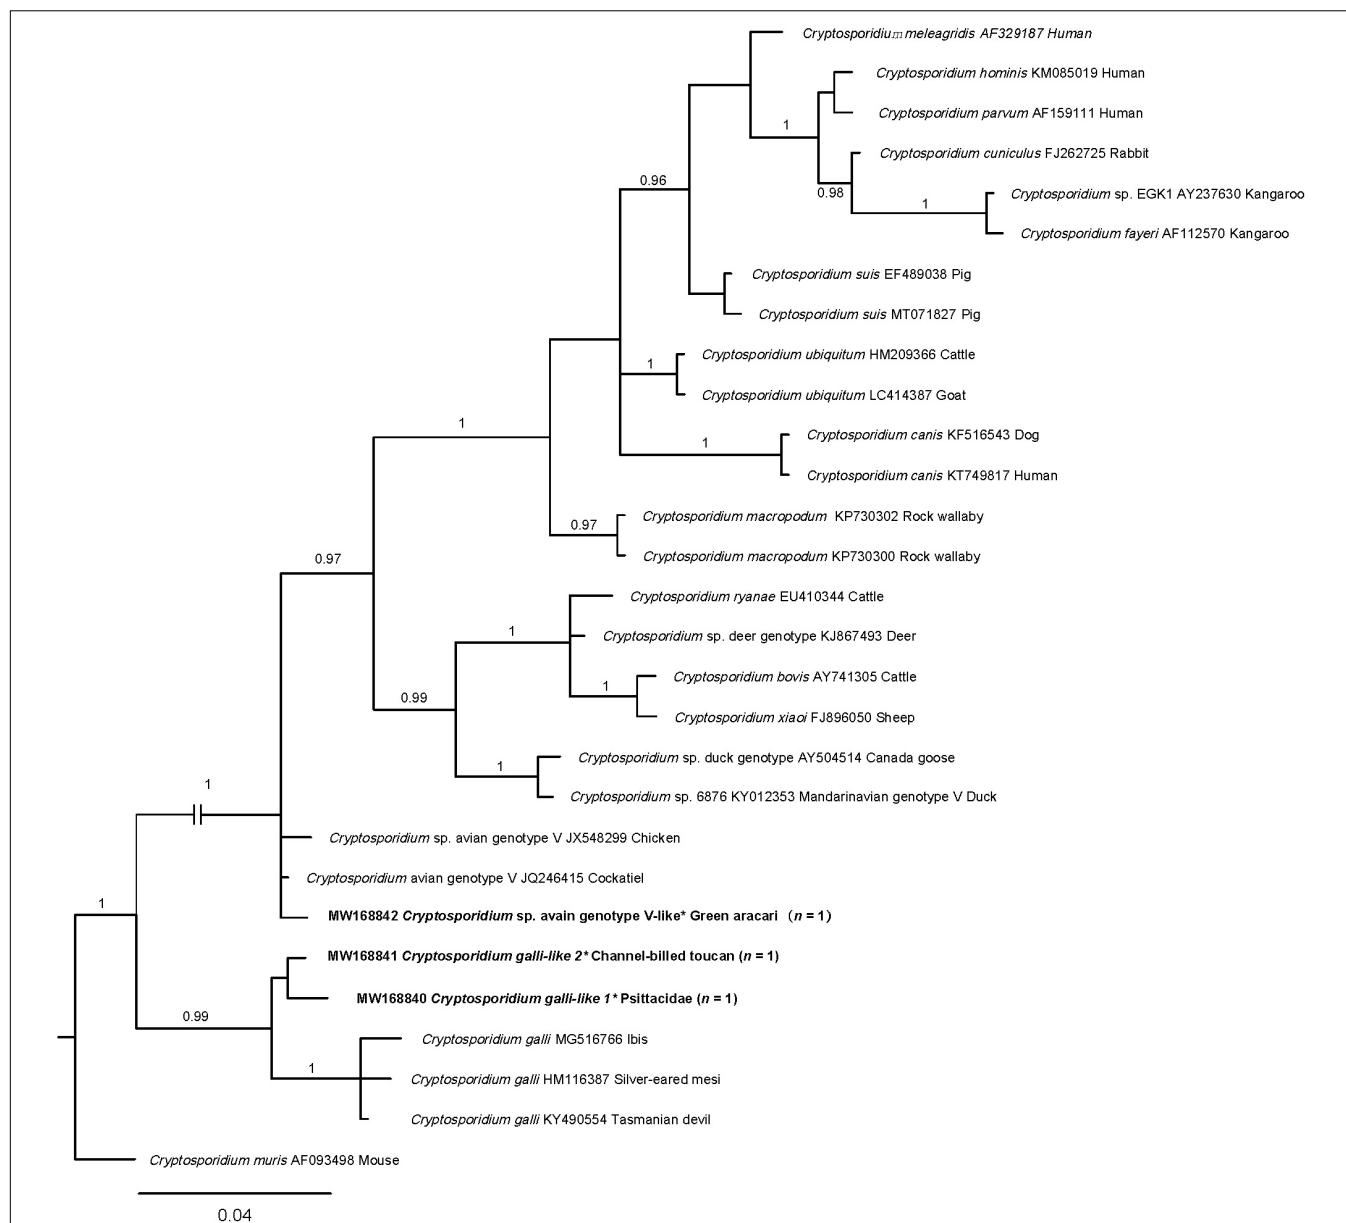 Cryptosporidium meleagridis AF329187 Human
Cryptosporidium hominis KM085019 Human
1
Cryptosporidium parvum AF159111 Human
Cryptosporidium cuniculus FJ262725 Rabbit
0.96
0.98
Cryptosporidium sp. EGK1 AY237630 Kangaroo
1
Cryptosporidium fayeri AF112570 Kangaroo
Cryptosporidium suis EF489038 Pig
Cryptosporidium suis MT071827 Pig
Cryptosporidium ubiquitum HM209366 Cattle
1
Cryptosporidium ubiquitum LC414387 Goat
1
Cryptosporidium canis KF516543 Dog
1
Cryptosporidium canis KT749817 Human
Cryptosporidium macropodum KP730302 Rock wallaby
0.97
Cryptosporidium macropodum KP730300 Rock wallaby
0.97
Cryptosporidium ryanae EU410344 Cattle
1
Cryptosporidium sp. deer genotype KJ867493 Deer
Cryptosporidium bovis AY741305 Cattle
1
0.99
Cryptosporidium xiaoi FJ896050 Sheep
Cryptosporidium sp. duck genotype AY504514 Canada goose
1
1
Cryptosporidium sp. 6876 KY012353 Mandarinavian genotype V Duck
Cryptosporidium sp. avian genotype V JX548299 Chicken
Cryptosporidium avian genotype V JQ246415 Cockatiel
1
MW168842 Cryptosporidium sp. avain genotype V-like* Green aracari （n = 1）
MW168841 Cryptosporidium galli-like 2* Channel-billed toucan (n = 1)
MW168840 Cryptosporidium galli-like 1* Psittacidae (n = 1)
0.99
Cryptosporidium galli MG516766 Ibis
1
Cryptosporidium galli HM116387 Silver-eared mesi
Cryptosporidium galli KY490554 Tasmanian devil
Cryptosporidium muris AF093498 Mouse
0.04